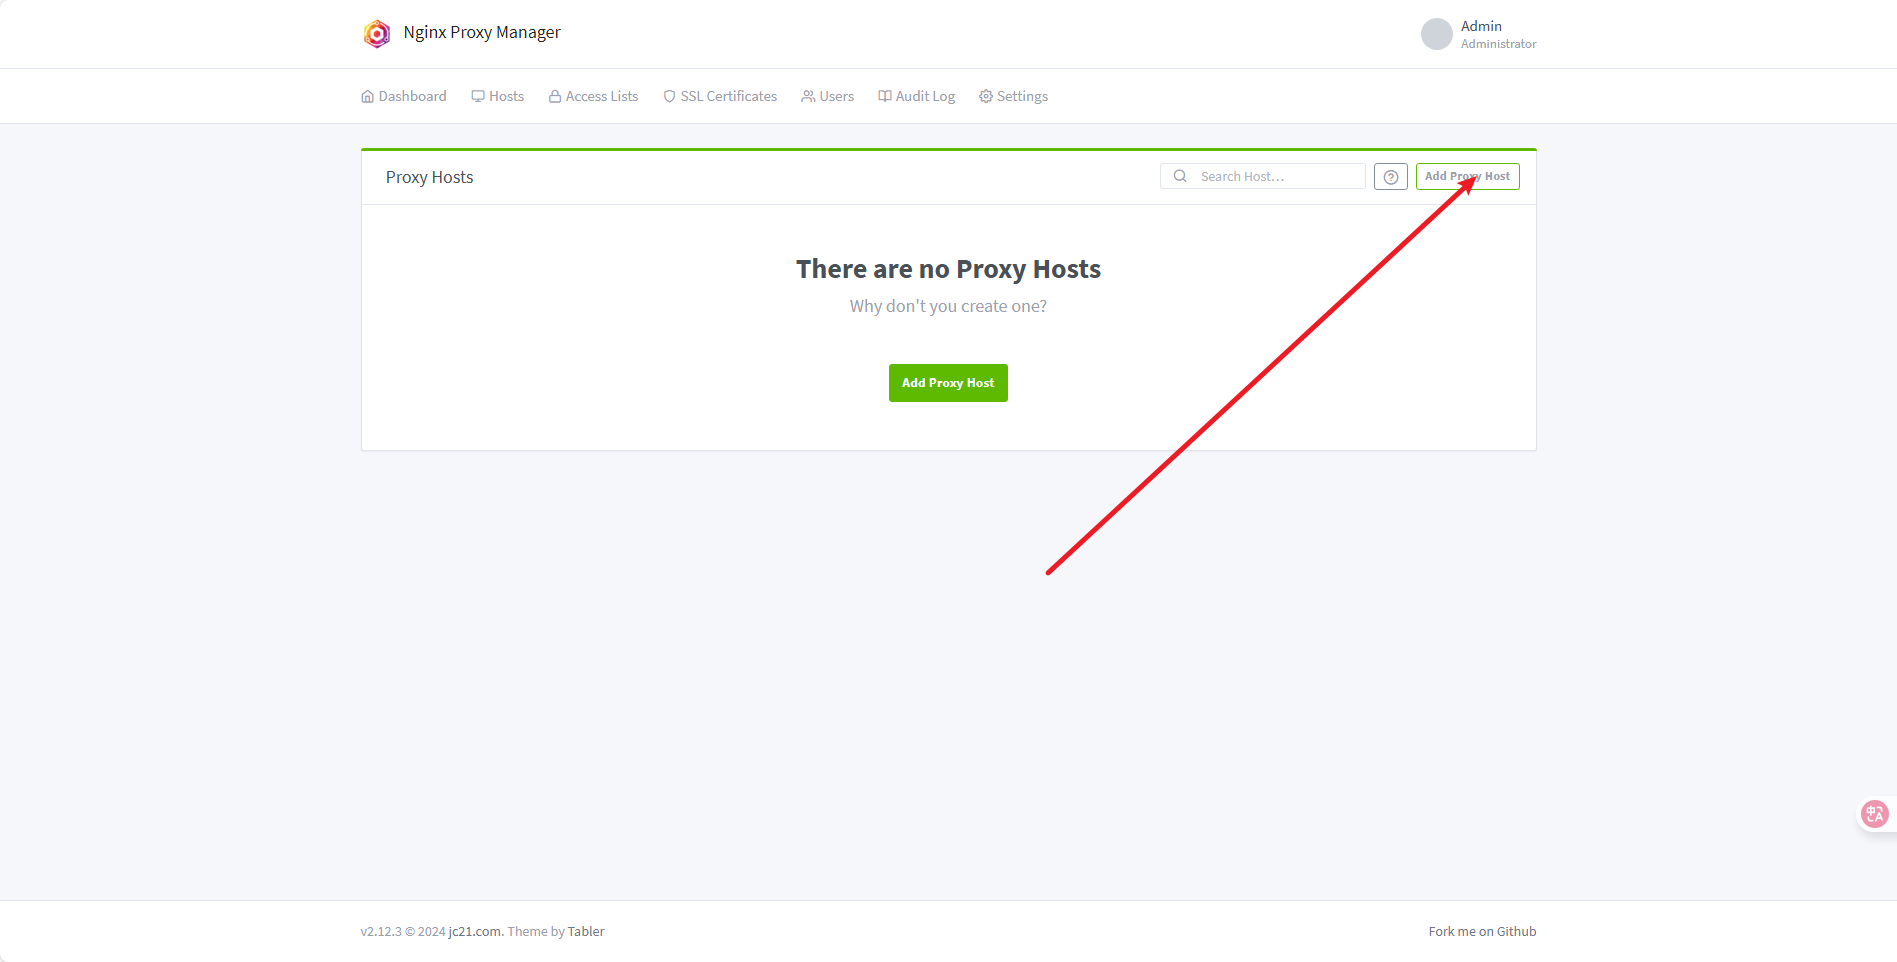 Nginx Proxy Manager
Admin
Administrator
Dashboard Hosts Access Lists SSL Certificates Users Audit Log Settings
Proxy Hosts
Search Host…
Add Proxy Host
There are no Proxy Hosts
Why don't you create one?
Add Proxy Host
v2.12.3 © 2024 jc21.com. Theme by Tabler
Fork me on Github